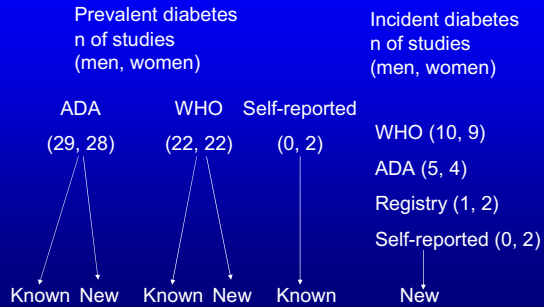 Prevalent diabetes
n of studies
(men, women)
Incident diabetes
n of studies
(men, women)
ADA
(29, 28)
WHO
(22, 22)
Self-reported
(0, 2)
WHO (10, 9)
ADA (5, 4)
Registry (1, 2)
Self-reported (0, 2)
Known New
Known New
Known
New